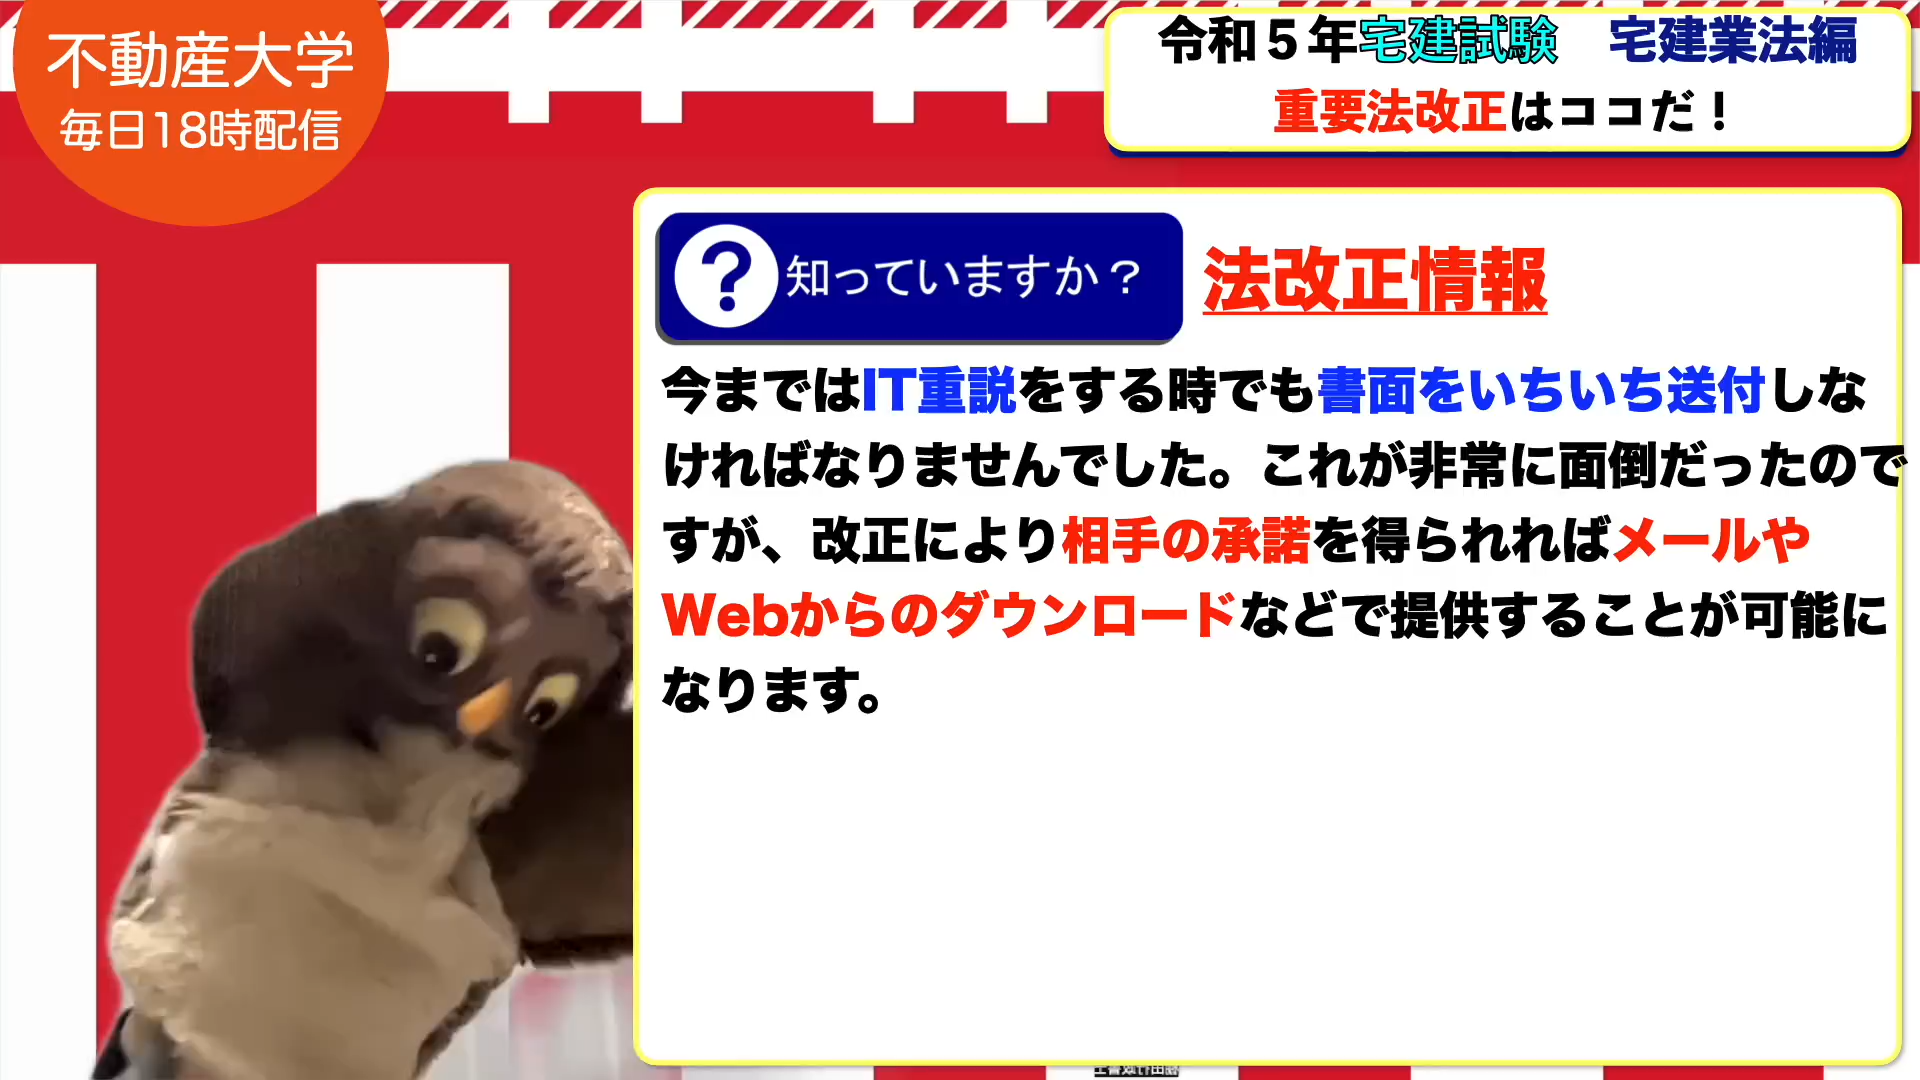 不動産大学
毎日18時配信
令和５年宅建試験　宅建業法編
重要法改正はココだ！
? 知っていますか？
法改正情報
今まではIT重説をする時でも書面をいちいち送付しな
ければなりませんでした。これが非常に面倒だったので
すが、改正により相手の承諾を得られればメールや
Webからのダウンロードなどで提供することが可能に
なります。